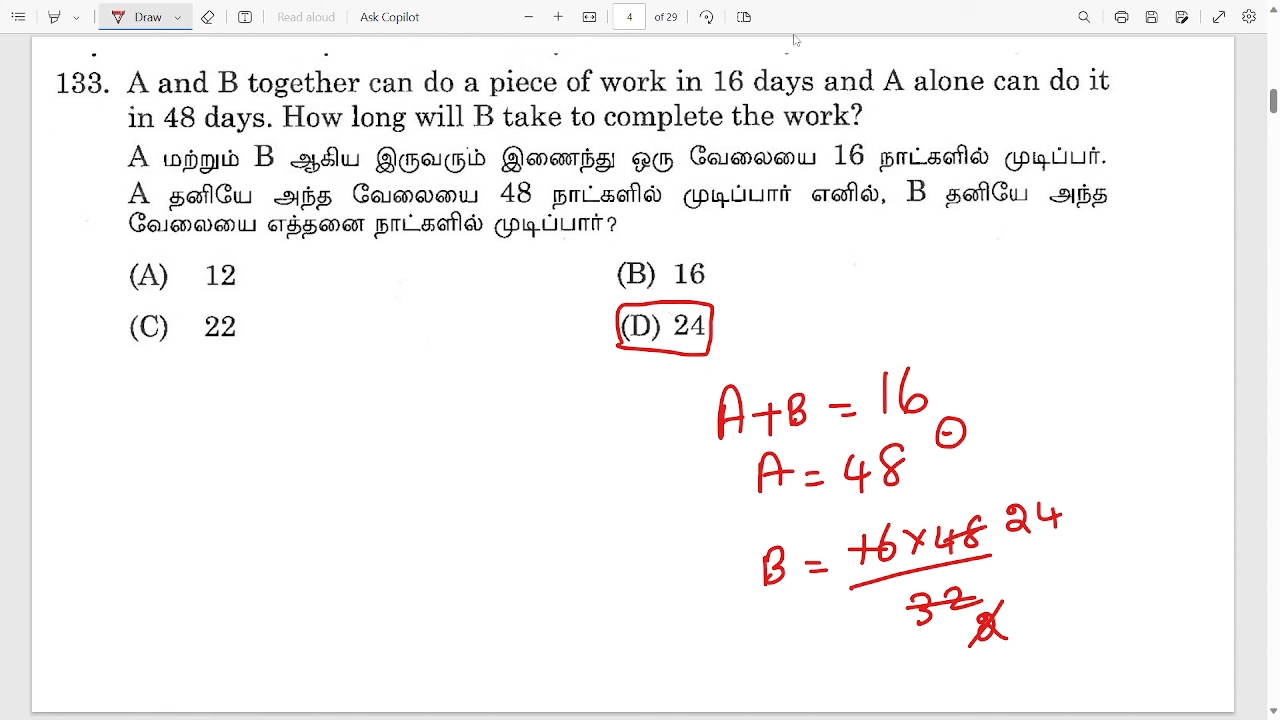 Draw
Read aloud
Ask Copilot
4 of 29
133. A and B together can do a piece of work in 16 days and A alone can do it
in 48 days. How long will B take to complete the work?
A மற்றும் B ஆகிய இருவரும் இணைந்து ஒரு வேலையை 16 நாட்களில் முடிப்பர்.
A தனியே அந்த வேலையை 48 நாட்களில் முடிப்பார் எனில், B தனியே அந்த
வேலையை எத்தனை நாட்களில் முடிப்பார்?
(A) 12 (B) 16
(C) 22 (D) 24
A+B = 16
A = 48
B = 16×48 24
32 2